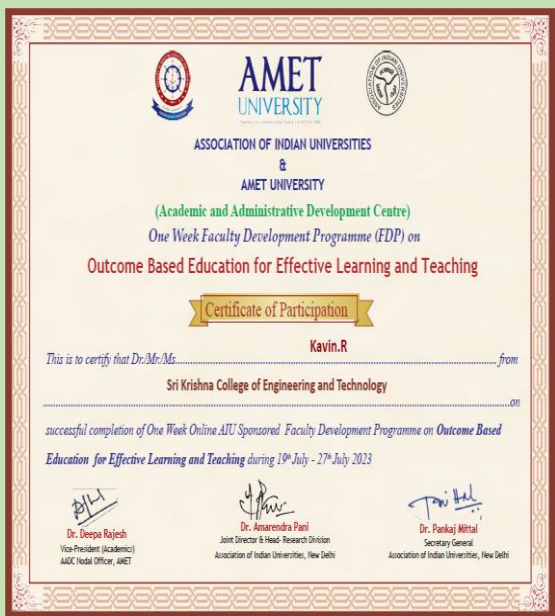 AMET
UNIVERSITY
ASSOCIATION OF INDIAN UNIVERSITIES
ASSOCIATION OF INDIAN UNIVERSITIES
&
AMET UNIVERSITY
(Academic and Administrative Development Centre)
One Week Faculty Development Programme (FDP) on
Outcome Based Education for Effective Learning and Teaching
Certificate of Participation
Kavin.R
This is to certify that Dr./Mr./Ms. from
Sri Krishna College of Engineering and Technology
on
successful completion of One Week Online AIU Sponsored Faculty Development Programme on Outcome Based
Education for Effective Learning and Teaching during 19th July - 27th July 2023
Dr. Deepa Rajesh
Vice-President (Academics)
AADC Nodal Officer, AMET
Dr. Amarendra Pani
Joint Director & Head- Research Division
Association of Indian Universities, New Delhi
Dr. Pankaj Mittal
Secretary General
Association of Indian Universities, New Delhi